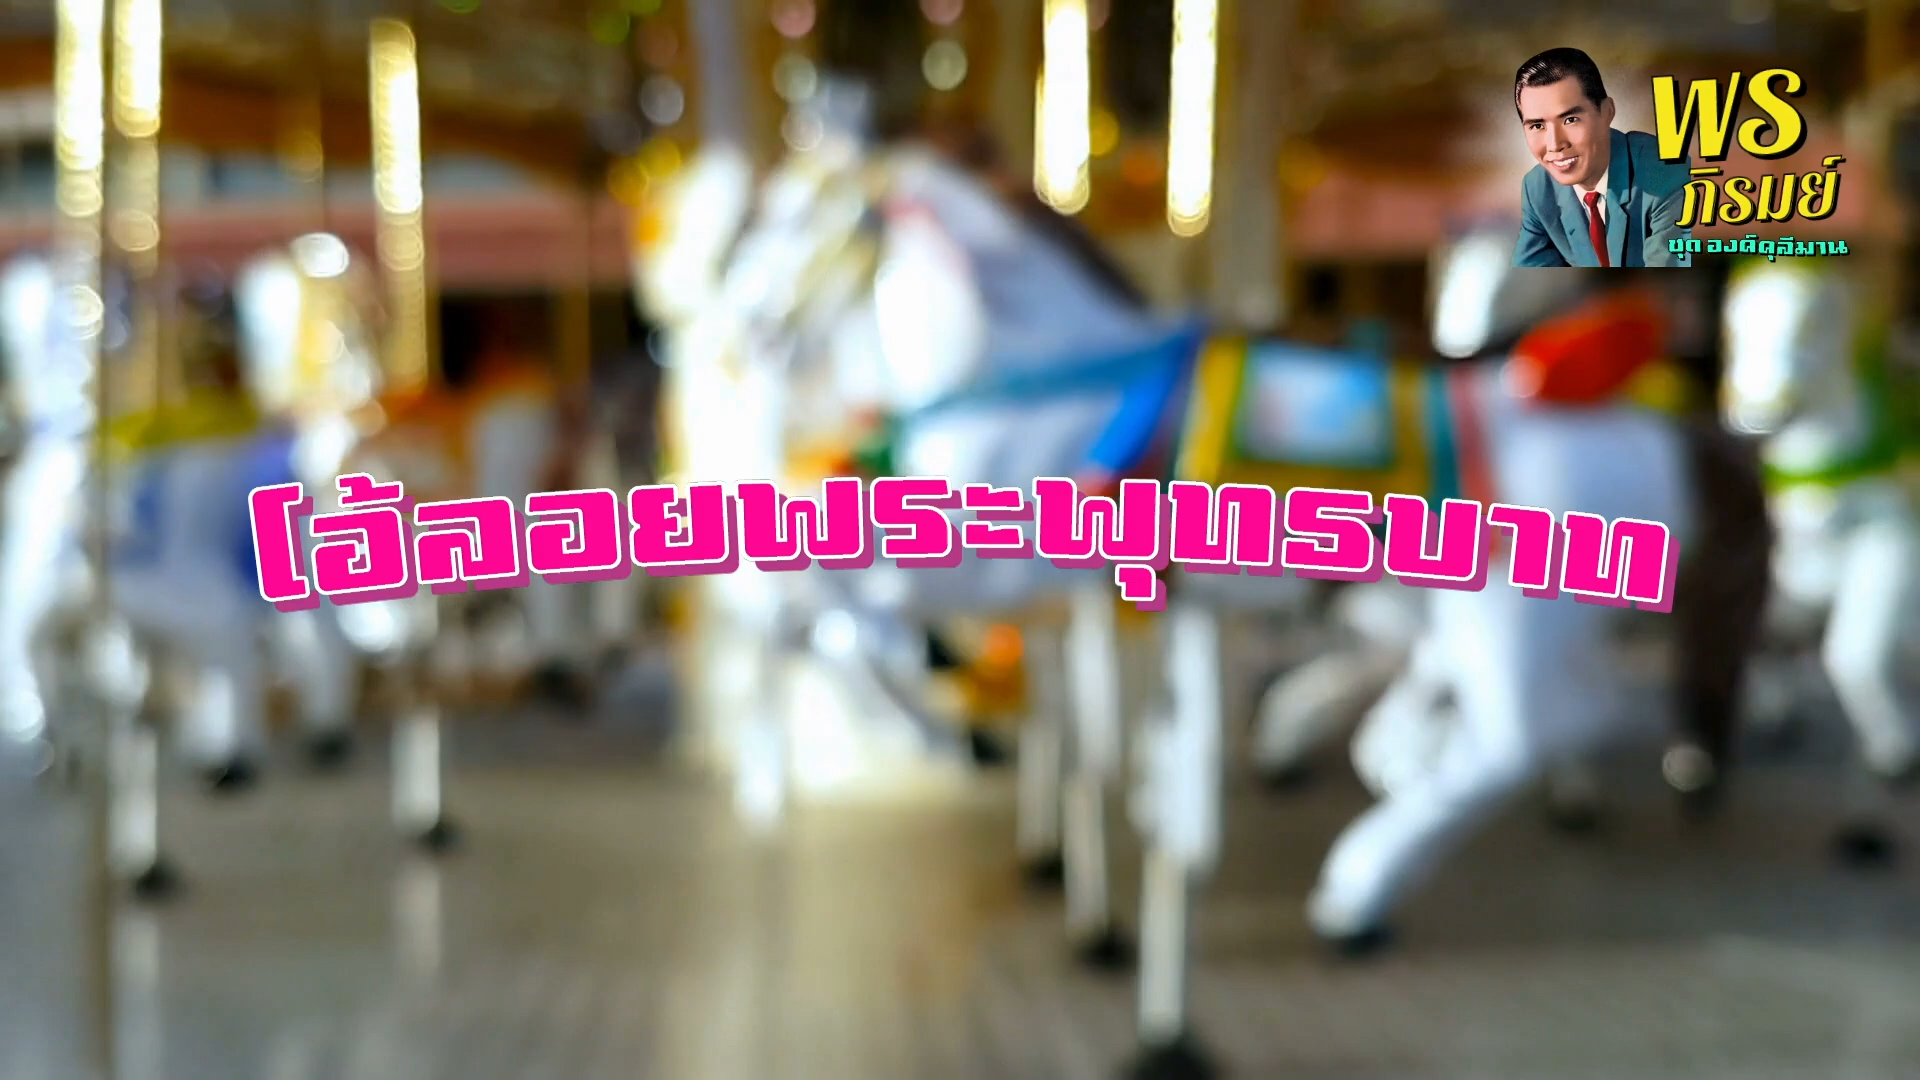 พร
ภิรมย์
ชุด องค์คุลีมาน
เอ้ลอยพระพุทธบาท